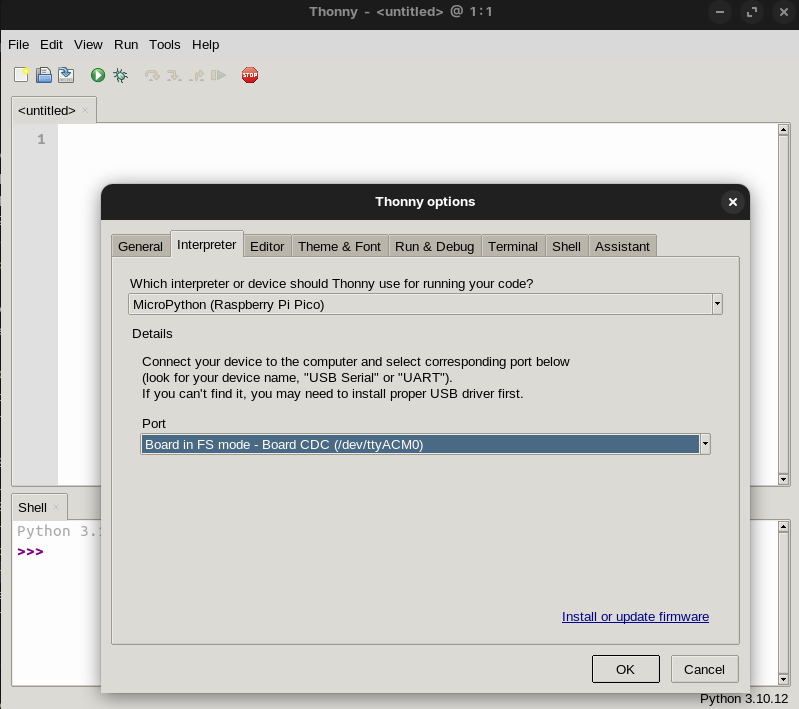 Thonny - <untitled> @ 1:1
File Edit View Run Tools Help
STOP
<untitled>
1
Thonny options
General Interpreter Editor Theme & Font Run & Debug Terminal Shell Assistant
Which interpreter or device should Thonny use for running your code?
MicroPython (Raspberry Pi Pico)
Details
Connect your device to the computer and select corresponding port below
(look for your device name, "USB Serial" or "UART").
If you can't find it, you may need to install proper USB driver first.
Port
Board in FS mode - Board CDC (/dev/ttyACM0)
Install or update firmware
OK Cancel
Shell
Python 3.
>>>
Python 3.10.12